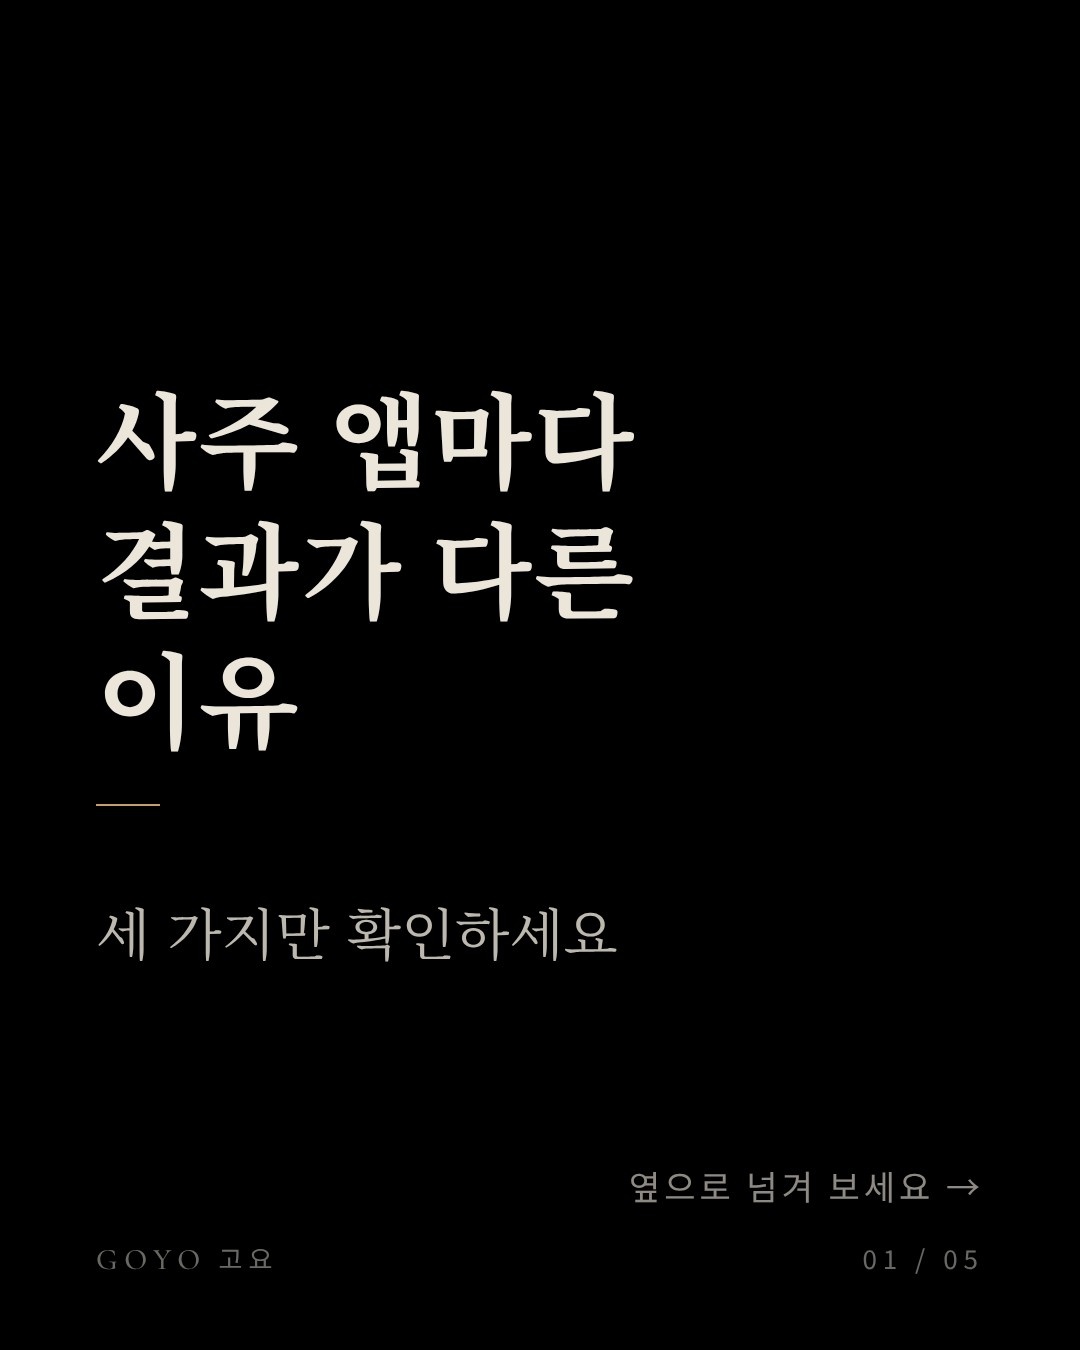 사주 앱마다
결과가 다른
이유
세 가지만 확인하세요
옆으로 넘겨 보세요 →
GOYO 고요
01 / 05